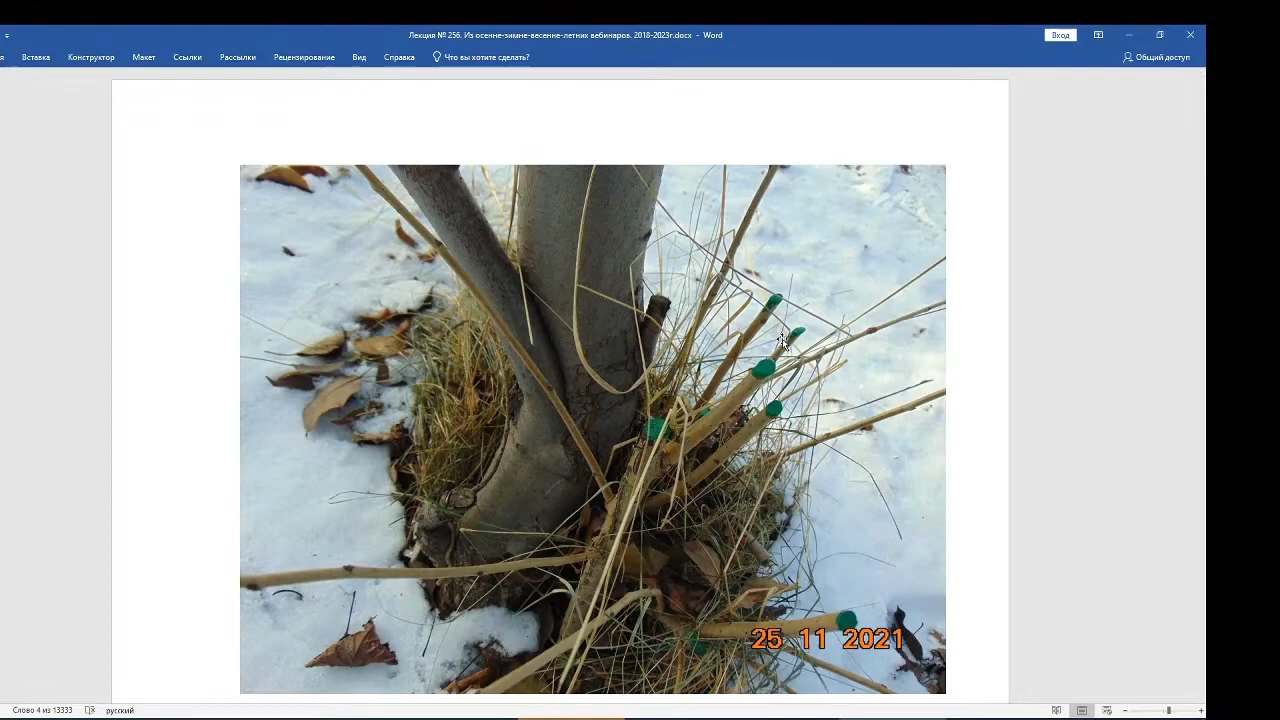 Лекция № 256. Из осенне-зимне-весенне-летних вебинаров. 2018-2023г.docx - Word
Вход
Вставка Конструктор Макет Ссылки Рассылки Рецензирование Вид Справка Что вы хотите сделать?
Общий доступ
25 11 2021
Слово 4 из 13333 русский